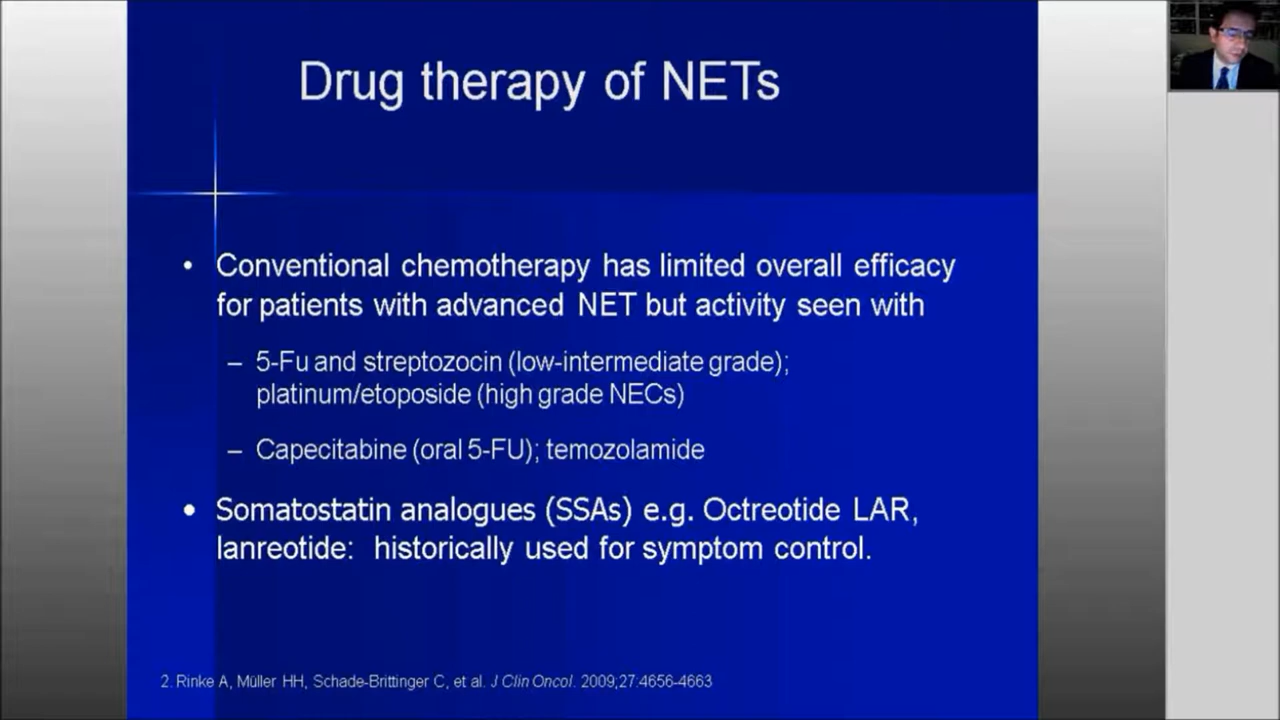 Drug therapy of NETs
• Conventional chemotherapy has limited overall efficacy
for patients with advanced NET but activity seen with
– 5-Fu and streptozocin (low-intermediate grade);
platinum/etoposide (high grade NECs)
– Capecitabine (oral 5-FU); temozolamide
• Somatostatin analogues (SSAs) e.g. Octreotide LAR,
lanreotide: historically used for symptom control.
2. Rinke A, Müller HH, Schade-Brittinger C, et al. J Clin Oncol. 2009;27:4656-4663